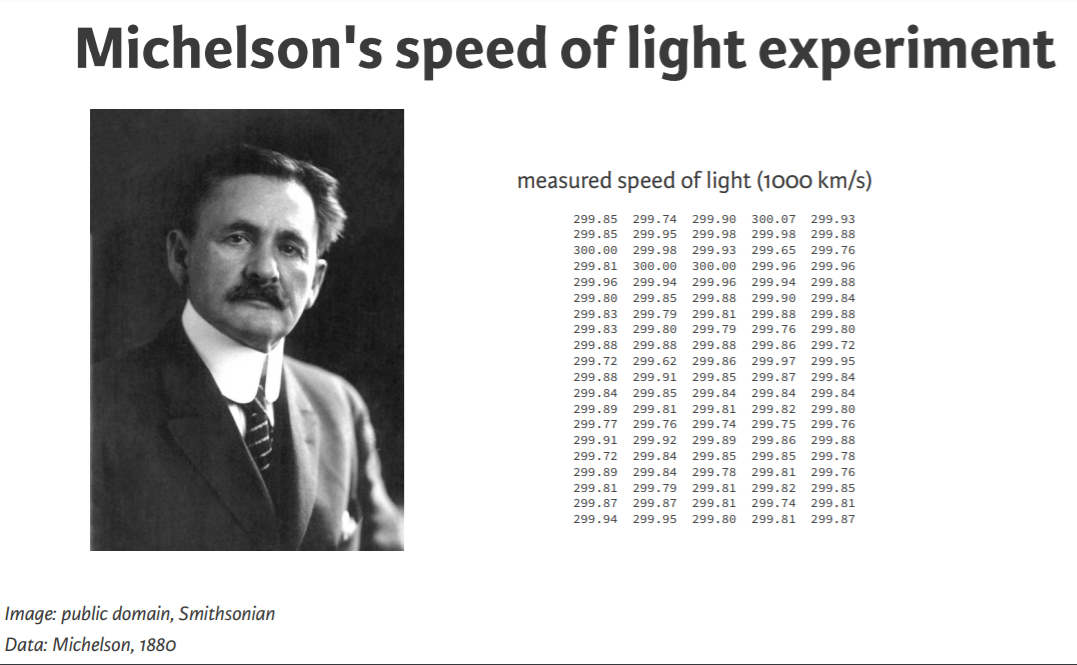 Michelson's speed of light experiment
measured speed of light (1000 km/s)
299.85 299.74 299.90 300.07 299.93
299.85 299.95 299.98 299.98 299.88
300.00 299.98 299.93 299.65 299.76
299.81 300.00 300.00 299.96 299.96
299.96 299.94 299.96 299.94 299.88
299.80 299.85 299.88 299.90 299.84
299.83 299.79 299.81 299.88 299.88
299.83 299.80 299.79 299.76 299.80
299.88 299.88 299.88 299.86 299.72
299.72 299.62 299.86 299.97 299.95
299.88 299.91 299.85 299.87 299.84
299.84 299.85 299.84 299.84 299.84
299.89 299.81 299.81 299.82 299.80
299.77 299.76 299.74 299.75 299.76
299.91 299.92 299.89 299.86 299.88
299.72 299.84 299.85 299.85 299.78
299.89 299.84 299.78 299.81 299.76
299.81 299.79 299.81 299.82 299.85
299.87 299.87 299.81 299.74 299.81
299.94 299.95 299.80 299.81 299.87
Image: public domain, Smithsonian
Data: Michelson, 1880